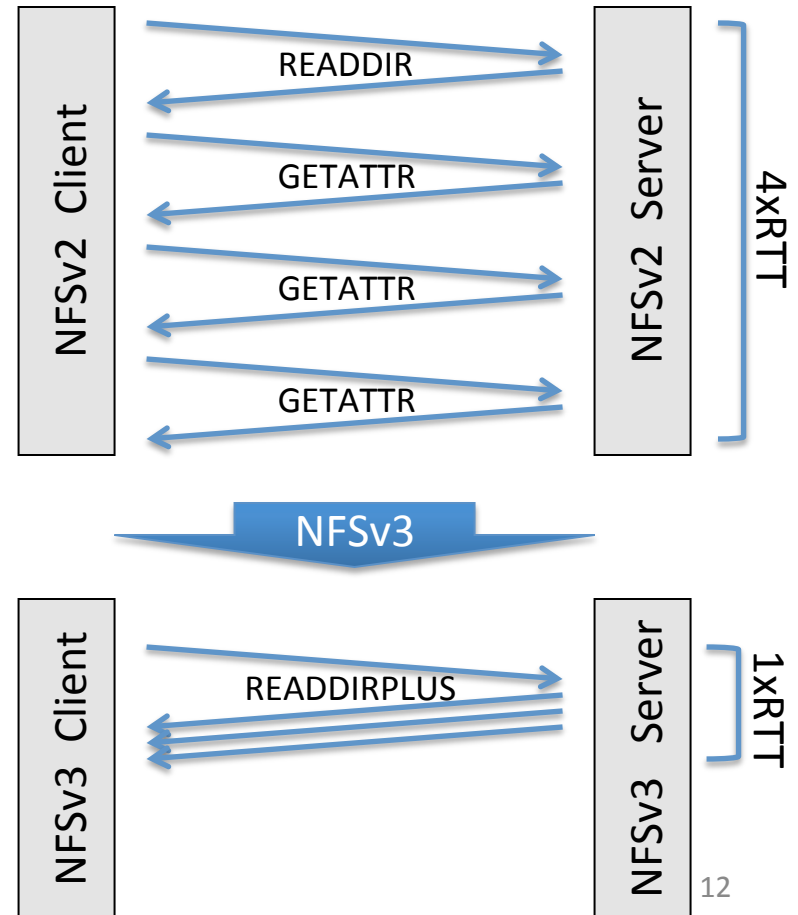 NFSv2 Client
READDIR
GETATTR
GETATTR
GETATTR
NFSv2 Server
4xRTT
NFSv3
NFSv3 Client
READDIRPLUS
NFSv3 Server
1xRTT
12